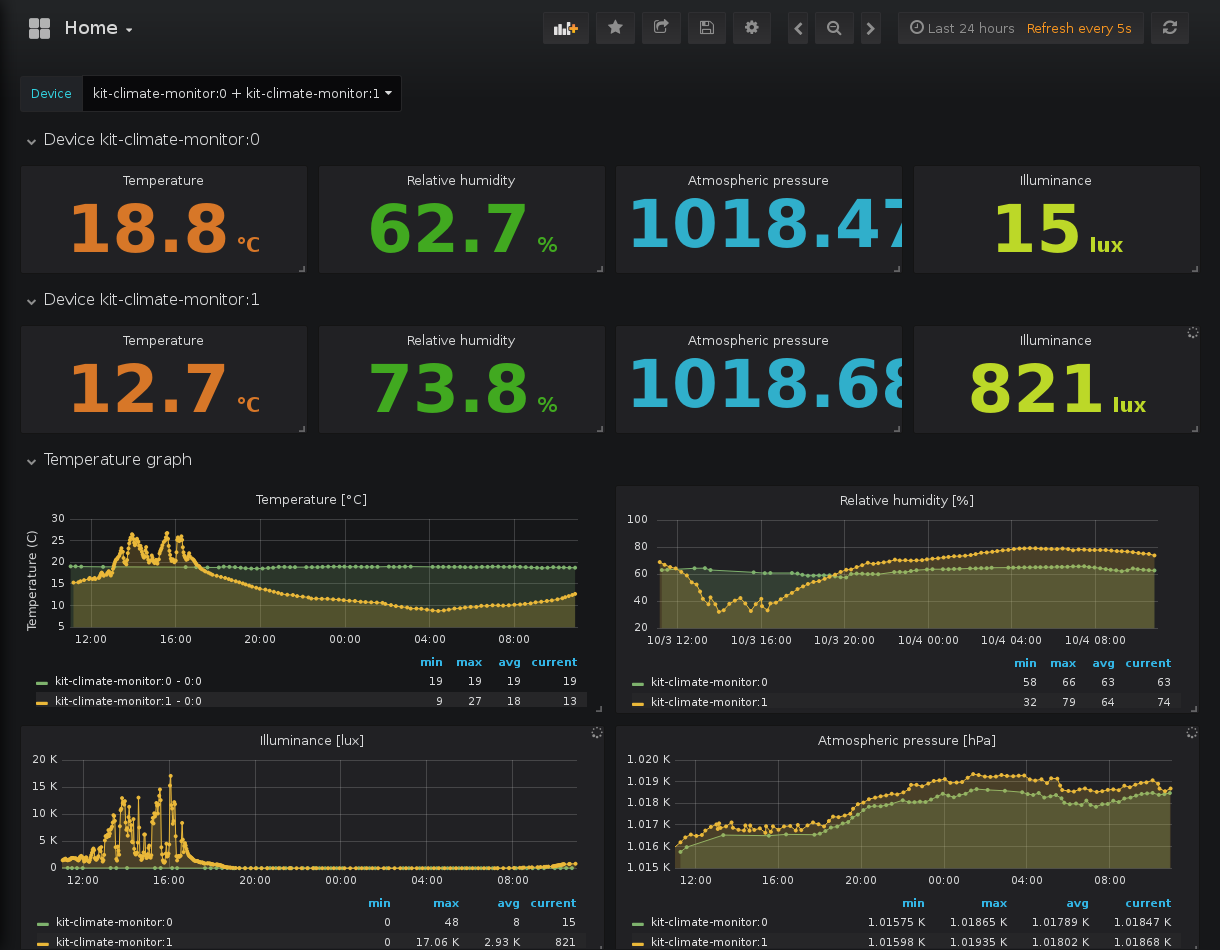 Home
Last 24 hours Refresh every 5s
Device kit-climate-monitor:0 + kit-climate-monitor:1
Device kit-climate-monitor:0
Temperature Relative humidity Atmospheric pressure Illuminance
18.8 °C 62.7 % 1018.47 15 lux
Device kit-climate-monitor:1
Temperature Relative humidity Atmospheric pressure Illuminance
12.7 °C 73.8 % 1018.68 821 lux
Temperature graph
Temperature [°C]
Temperature (C)
30
25
20
15
10
5
12:00 16:00 20:00 00:00 04:00 08:00
min max avg current
kit-climate-monitor:0 - 0:0 19 19 19 19
kit-climate-monitor:1 - 0:0 9 27 18 13
Relative humidity [%]
100
80
60
40
20
10/3 12:00 10/3 16:00 10/3 20:00 10/4 00:00 10/4 04:00 10/4 08:00
min max avg current
kit-climate-monitor:0 58 66 63 63
kit-climate-monitor:1 32 79 64 74
Illuminance [lux]
20 K
15 K
10 K
5 K
0
12:00 16:00 20:00 00:00 04:00 08:00
min max avg current
kit-climate-monitor:0 0 48 8 15
kit-climate-monitor:1 0 17.06 K 2.93 K 821
Atmospheric pressure [hPa]
1.020 K
1.019 K
1.018 K
1.017 K
1.016 K
1.015 K
12:00 16:00 20:00 00:00 04:00 08:00
min max avg current
kit-climate-monitor:0 1.01575 K 1.01865 K 1.01789 K 1.01847 K
kit-climate-monitor:1 1.01598 K 1.01935 K 1.01802 K 1.01868 K